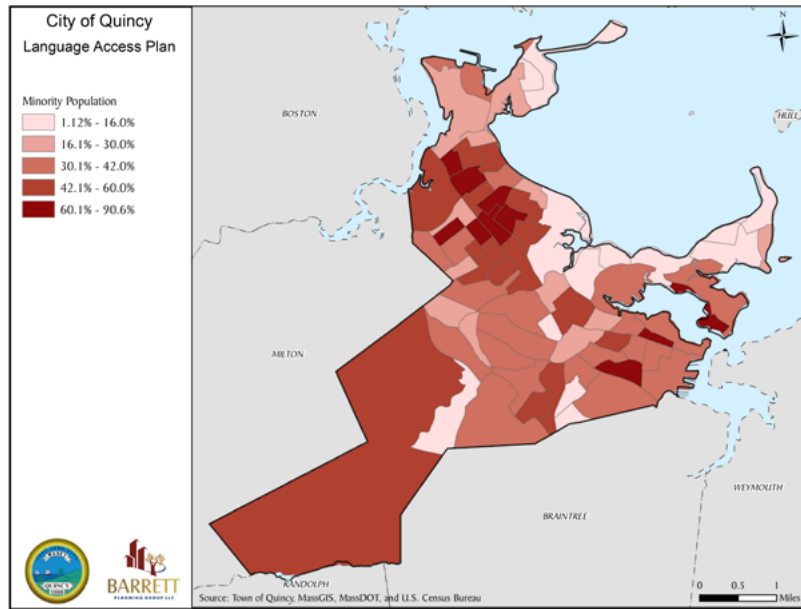 City of Quincy
Language Access Plan
Minority Population
1.12% - 16.0%
16.1% - 30.0%
30.1% - 42.0%
42.1% - 60.0%
60.1% - 90.6%
N
BOSTON
HULL
MILTON
WEYMOUTH
BRAINTREE
RANDOLPH
QUINCY
BARRETT
PLANNING GROUP LLC
Source: Town of Quincy, MassGIS, MassDOT, and U.S. Census Bureau
0 0.5 1
Miles